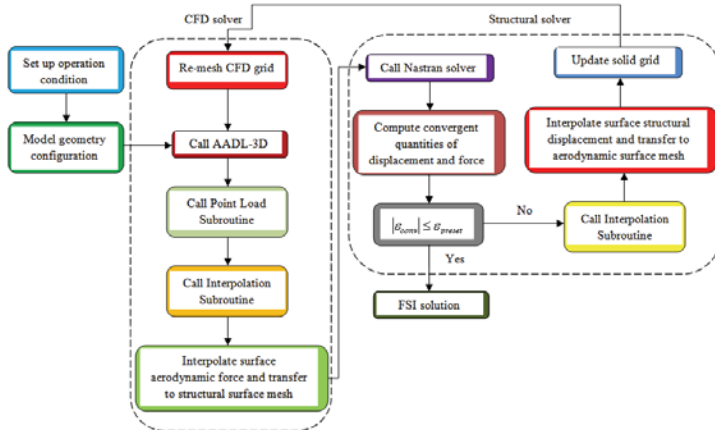 CFD solver
Structural solver
Set up operation
condition
Model geometry
configuration
Re-mesh CFD grid
Call AADL-3D
Call Point Load
Subroutine
Call Interpolation
Subroutine
Interpolate surface
aerodynamic force and transfer
to structural surface mesh
Call Nastran solver
Compute convergent
quantities of
displacement and force
|ε_conv| ≤ ε_preset
No
Yes
FSI solution
Call Interpolation
Subroutine
Interpolate surface structural
displacement and transfer to
aerodynamic surface mesh
Update solid grid